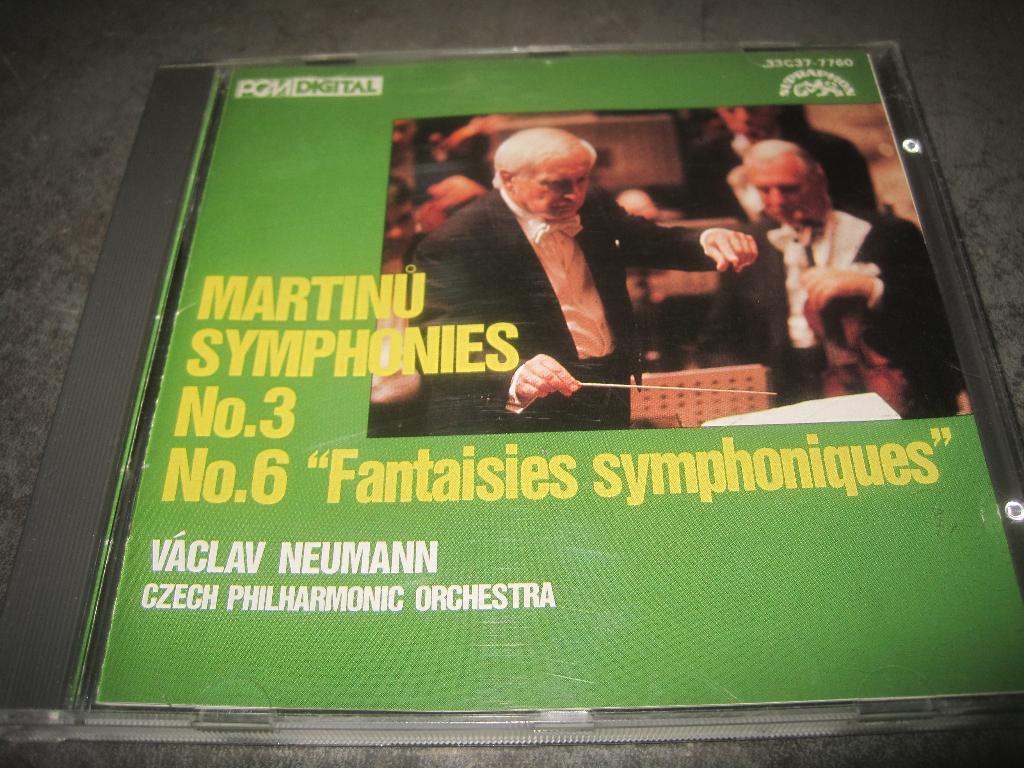 PCM DIGITAL
33C37-7760
SUPRAPHON
MARTINŮ
SYMPHONIES
No.3
No.6 “Fantaisies symphoniques”
VÁCLAV NEUMANN
CZECH PHILHARMONIC ORCHESTRA